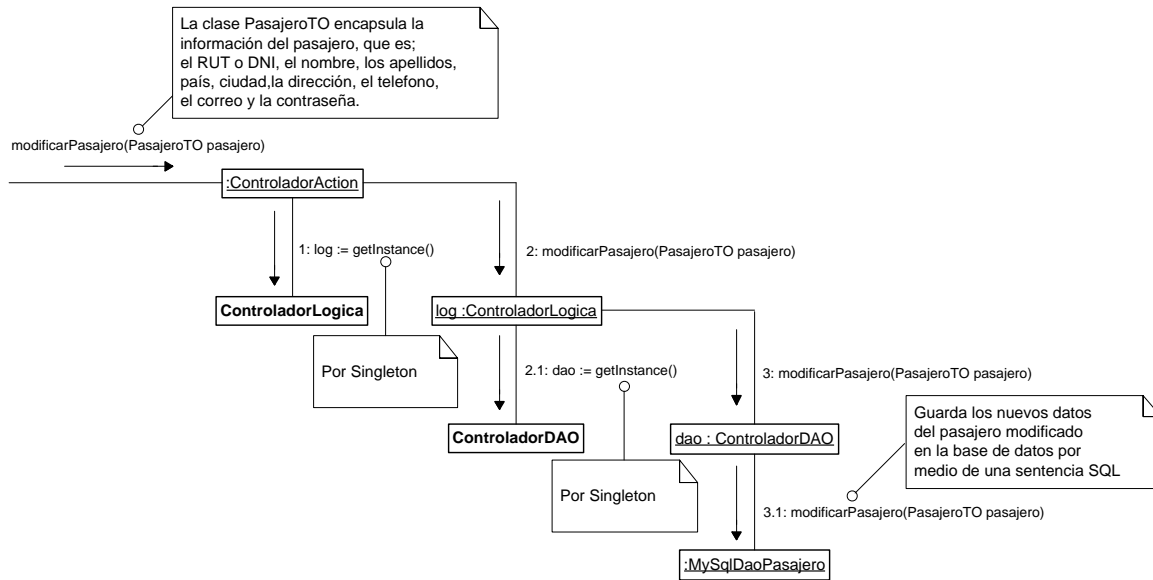 La clase PasajeroTO encapsula la
información del pasajero, que es;
el RUT o DNI, el nombre, los apellidos,
país, ciudad,la dirección, el telefono,
el correo y la contraseña.
modificarPasajero(PasajeroTO pasajero)
:ControladorAction
1: log := getInstance()
2: modificarPasajero(PasajeroTO pasajero)
ControladorLogica
log :ControladorLogica
Por Singleton
2.1: dao := getInstance()
3: modificarPasajero(PasajeroTO pasajero)
Guarda los nuevos datos
del pasajero modificado
en la base de datos por
medio de una sentencia SQL
ControladorDAO
dao : ControladorDAO
Por Singleton
3.1: modificarPasajero(PasajeroTO pasajero)
:MySqlDaoPasajero